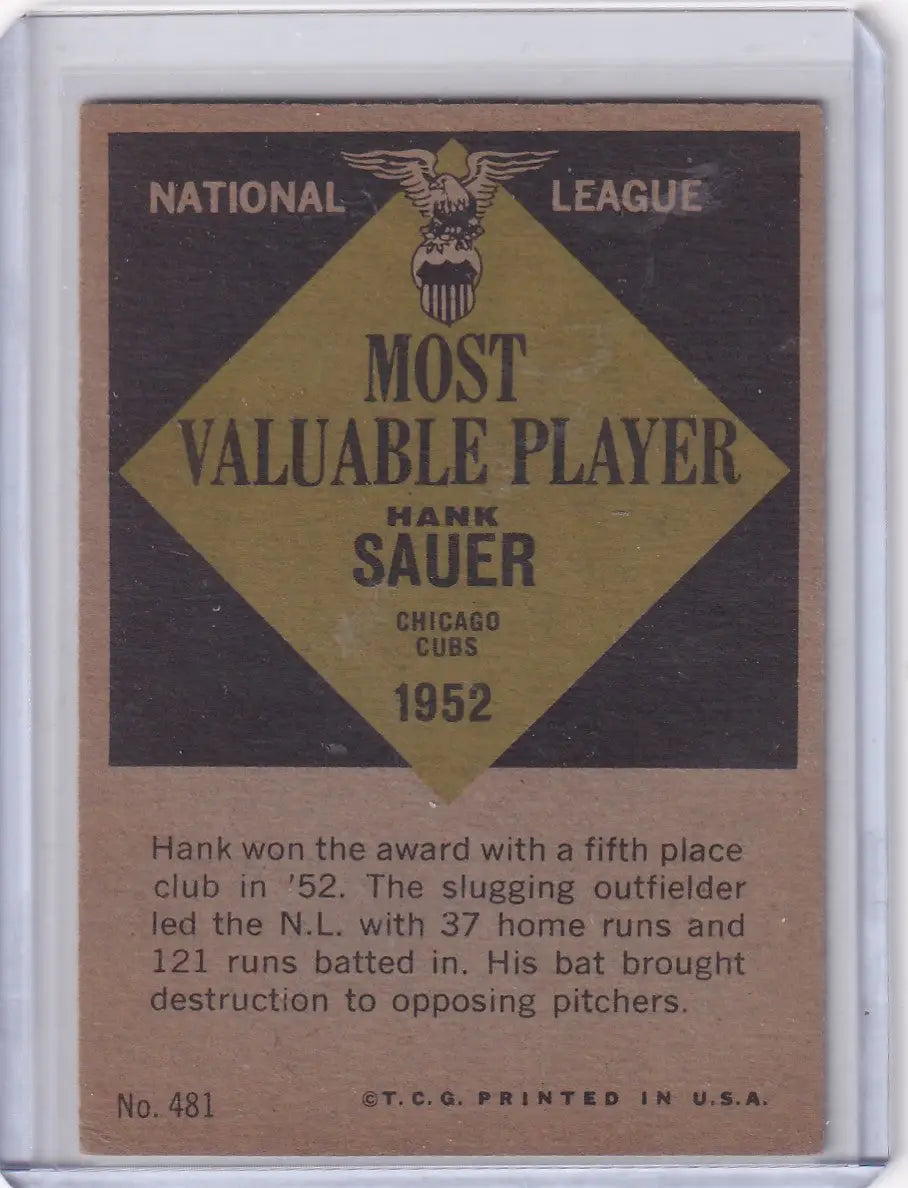 NATIONAL LEAGUE
MOST
VALUABLE PLAYER
HANK
SAUER
CHICAGO
CUBS
1952
Hank won the award with a fifth place
club in '52. The slugging outfielder
led the N.L. with 37 home runs and
121 runs batted in. His bat brought
destruction to opposing pitchers.
No. 481 ©T.C.G. PRINTED IN U.S.A.